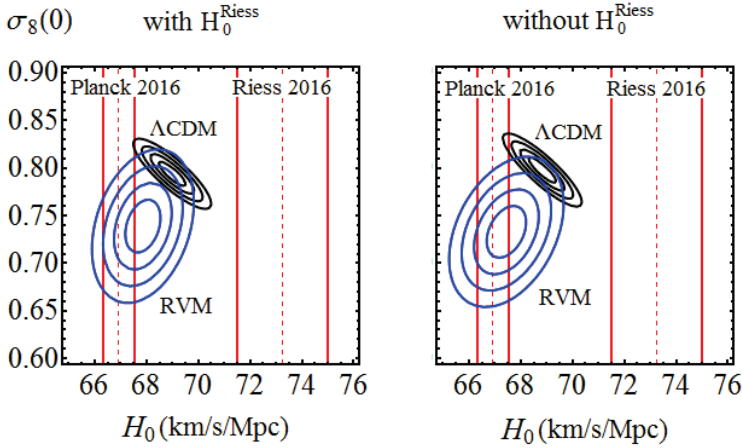 σ₈(0) with H₀ᴿⁱᵉˢˢ without H₀ᴿⁱᵉˢˢ
0.90
Planck 2016 Riess 2016 Planck 2016 Riess 2016
0.85
ΛCDM ΛCDM
0.80
0.75
0.70
RVM RVM
0.65
0.60
66 68 70 72 74 76 66 68 70 72 74 76
H₀ (km/s/Mpc) H₀ (km/s/Mpc)